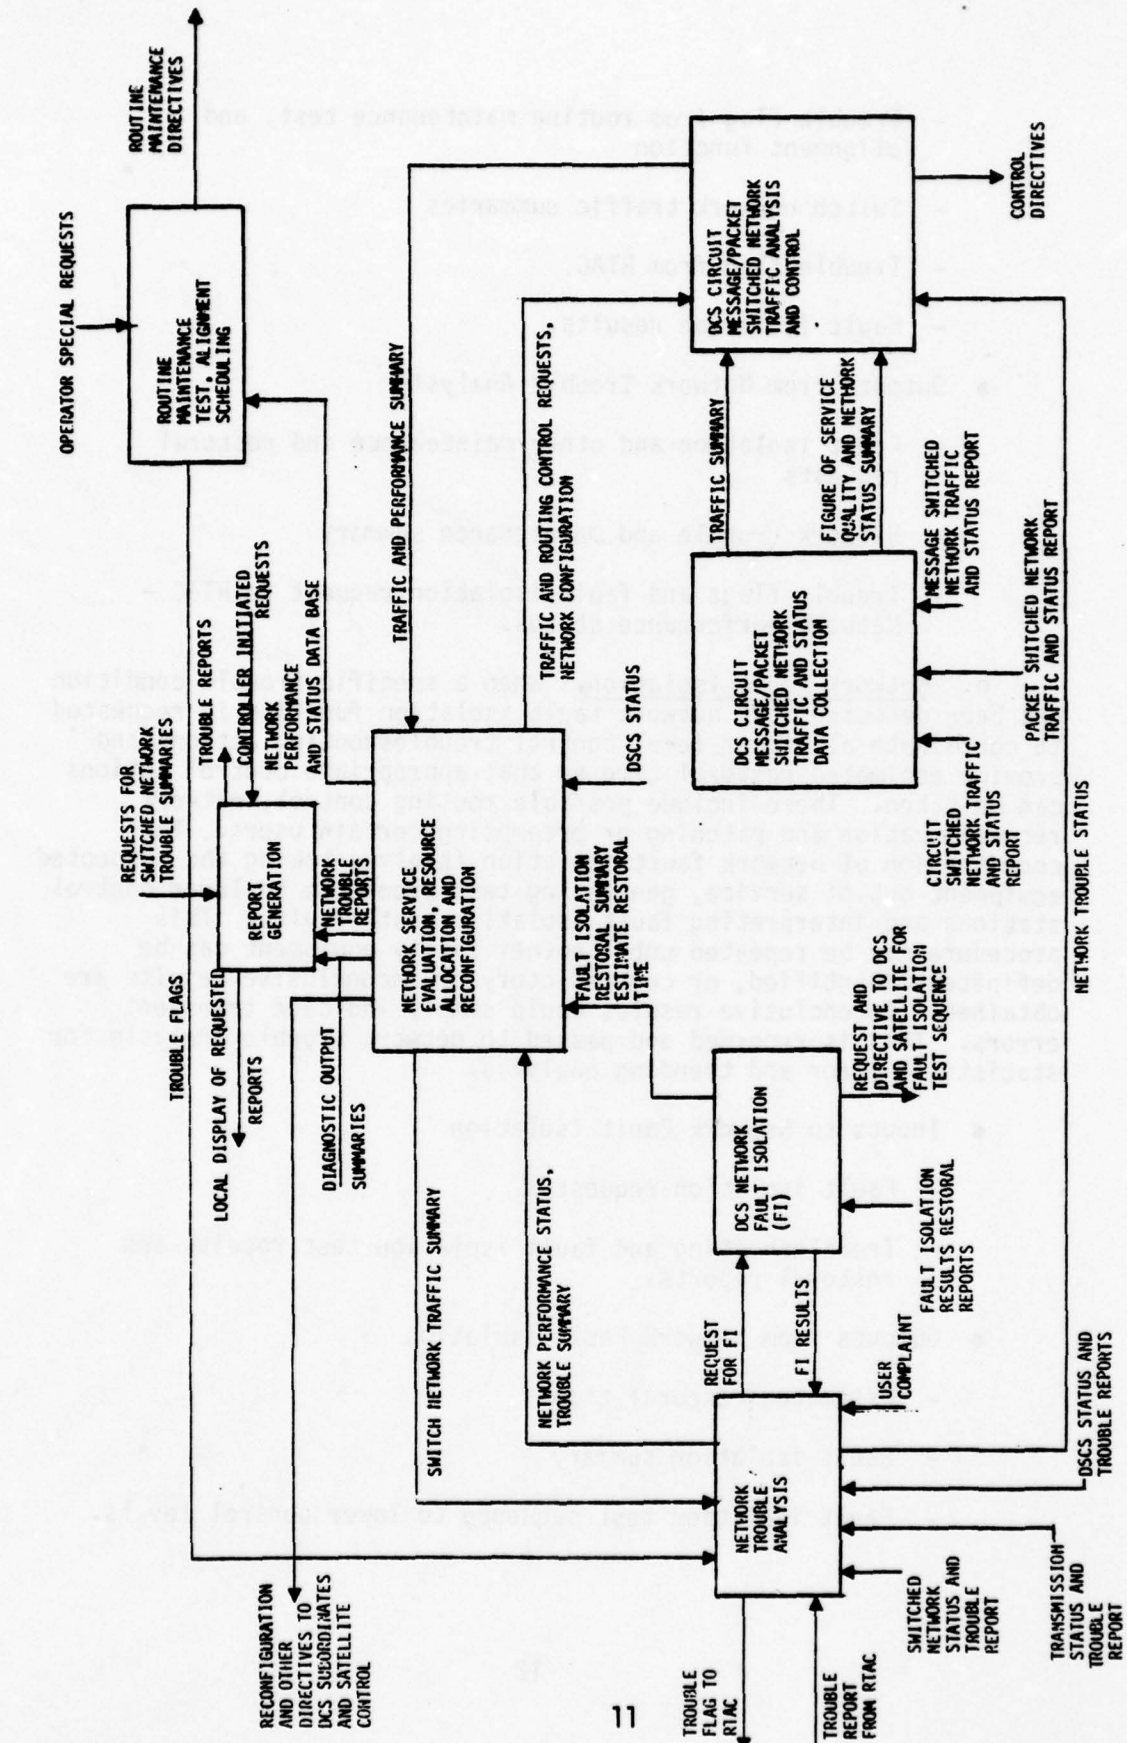 OPERATOR SPECIAL REQUESTS
ROUTINE
MAINTENANCE
DIRECTIVES
ROUTINE
MAINTENANCE
TEST, ALIGNMENT
SCHEDULING
REQUESTS FOR
SWITCHED NETWORK
TROUBLE SUMMARIES
TROUBLE REPORTS
CONTROLLER INITIATED
REQUESTS
NETWORK
PERFORMANCE
AND STATUS DATA BASE
TROUBLE FLAGS
LOCAL DISPLAY OF REQUESTED
REPORTS
REPORT
GENERATION
NETWORK
TROUBLE
REPORTS
DIAGNOSTIC OUTPUT
SUMMARIES
RECONFIGURATION
AND OTHER
DIRECTIVES TO
DCS SUBORDINATES
AND SATELLITE
CONTROL
TRAFFIC AND PERFORMANCE SUMMARY
NETWORK SERVICE
EVALUATION RESOURCE
ALLOCATION AND
RECONFIGURATION
SWITCH NETWORK TRAFFIC SUMMARY
TRAFFIC AND ROUTING CONTROL REQUESTS,
NETWORK CONFIGURATION
NETWORK PERFORMANCE STATUS,
TROUBLE SUMMARY
FAULT ISOLATION
RESTORAL SUMMARY
ESTIMATE RESTORAL
TIME
DSCS STATUS
DCS CIRCUIT
MESSAGE/PACKET
SWITCHED NETWORK
TRAFFIC ANALYSIS
AND CONTROL
CONTROL
DIRECTIVES
TRAFFIC SUMMARY
FIGURE OF SERVICE
QUALITY AND NETWORK
STATUS SUMMARY
DCS CIRCUIT
MESSAGE/PACKET
SWITCHED NETWORK
TRAFFIC AND STATUS
DATA COLLECTION
MESSAGE SWITCHED
NETWORK TRAFFIC
AND STATUS REPORT
PACKET SWITCHED NETWORK
TRAFFIC AND STATUS REPORT
CIRCUIT
SWITCHED
NETWORK TRAFFIC
AND STATUS
REPORT
NETWORK TROUBLE STATUS
DCS NETWORK
FAULT ISOLATION
(FI)
REQUEST AND
DIRECTIVE TO DCS
AND SATELLITE FOR
FAULT ISOLATION
TEST SEQUENCE
FAULT ISOLATION
RESULTS RESTORAL
REPORTS
REQUEST
FOR FI
FI RESULTS
USER
COMPLAINT
NETWORK
TROUBLE
ANALYSIS
DSCS STATUS AND
TROUBLE REPORTS
TRANSMISSION
STATUS AND
TROUBLE
REPORT
SWITCHED
NETWORK
STATUS AND
TROUBLE
REPORT
TROUBLE
FLAG TO
RTAC
TROUBLE
REPORT
FROM RTAC
11